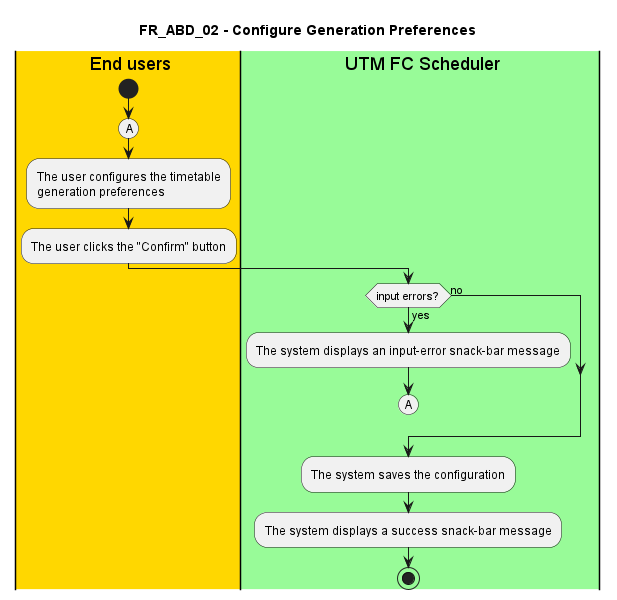 FR_ABD_02 - Configure Generation Preferences
End users
UTM FC Scheduler
A
The user configures the timetable
generation preferences
The user clicks the "Confirm" button
input errors?
no
yes
The system displays an input-error snack-bar message
A
The system saves the configuration
The system displays a success snack-bar message